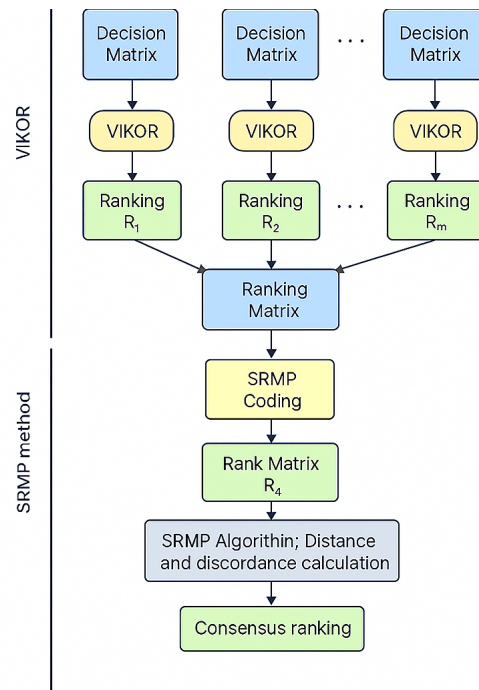 VIKOR
Decision
Matrix
Decision
Matrix
...
Decision
Matrix
VIKOR
VIKOR
VIKOR
Ranking
R₁
Ranking
R₂
...
Ranking
Rₘ
Ranking
Matrix
SRMP method
SRMP
Coding
Rank Matrix
R₄
SRMP Algorithin; Distance
and discordance calculation
Consensus ranking